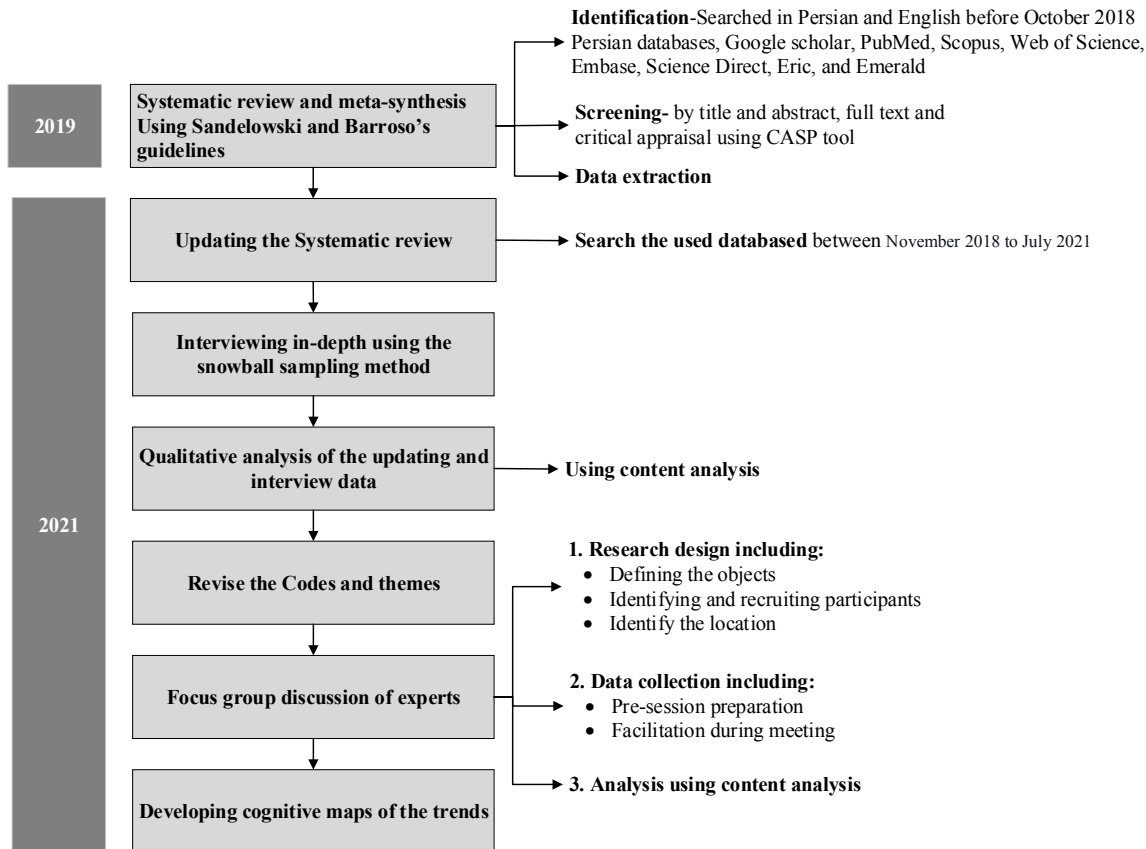 Identification-Searched in Persian and English before October 2018
Persian databases, Google scholar, PubMed, Scopus, Web of Science,
Embase, Science Direct, Eric, and Emerald
2019
Systematic review and meta-synthesis
Using Sandelowski and Barroso's
guidelines
Screening- by title and abstract, full text and
critical appraisal using CASP tool
Data extraction
2021
Updating the Systematic review
Search the used databased between November 2018 to July 2021
Interviewing in-depth using the
snowball sampling method
Qualitative analysis of the updating and
interview data
Using content analysis
Revise the Codes and themes
1. Research design including:
• Defining the objects
• Identifying and recruiting participants
• Identify the location
Focus group discussion of experts
2. Data collection including:
• Pre-session preparation
• Facilitation during meeting
3. Analysis using content analysis
Developing cognitive maps of the trends